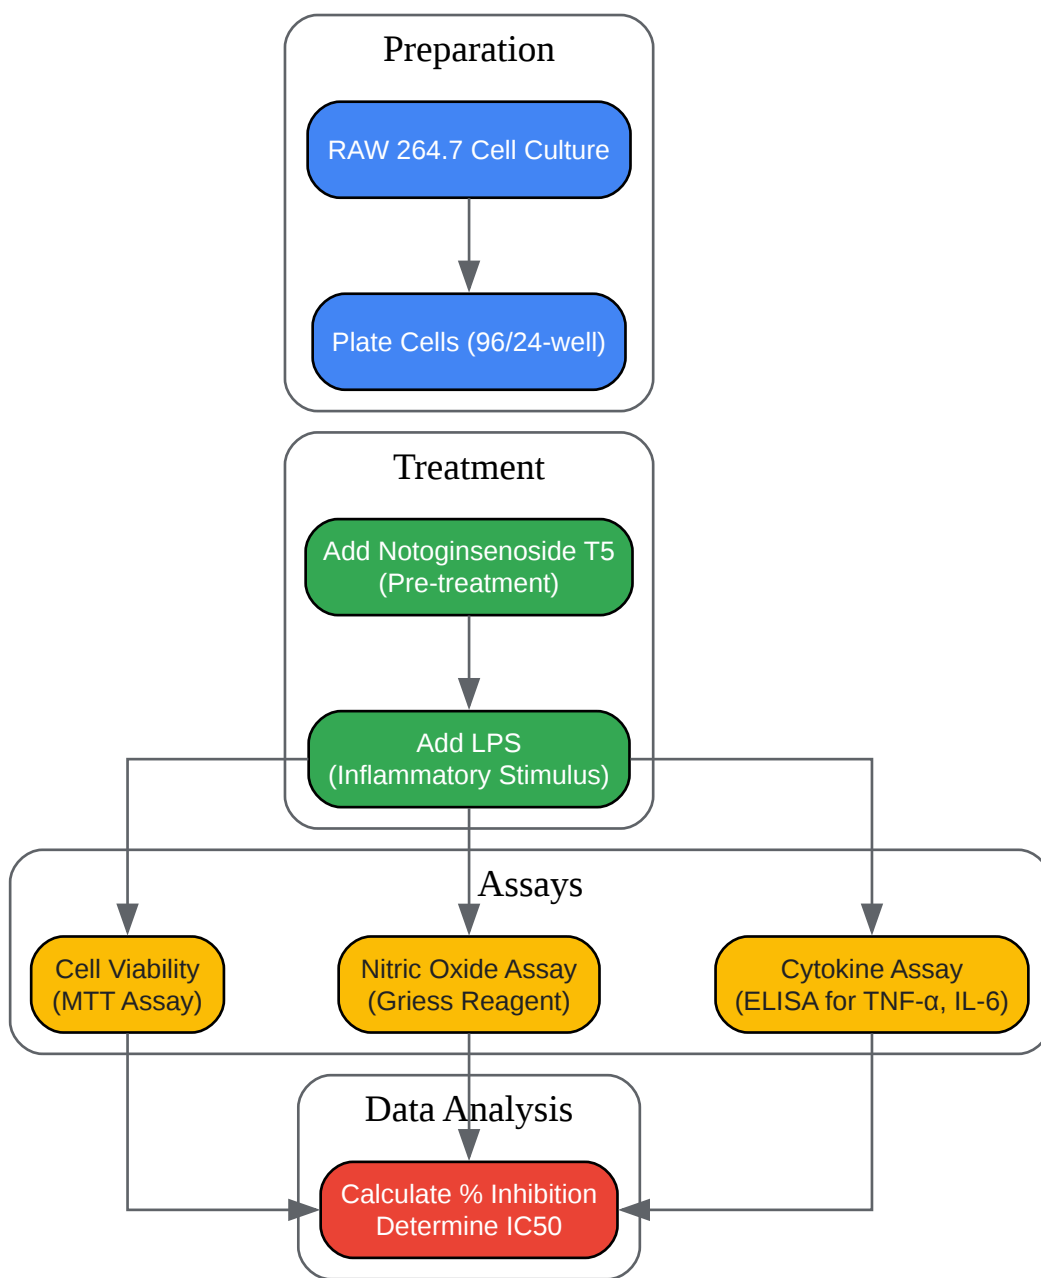 Preparation
RAW 264.7 Cell Culture
Plate Cells (96/24-well)
Treatment
Add Notoginsenoside T5
(Pre-treatment)
Add LPS
(Inflammatory Stimulus)
Assays
Cell Viability
(MTT Assay)
Nitric Oxide Assay
(Griess Reagent)
Cytokine Assay
(ELISA for TNF-α, IL-6)
Data Analysis
Calculate % Inhibition
Determine IC50